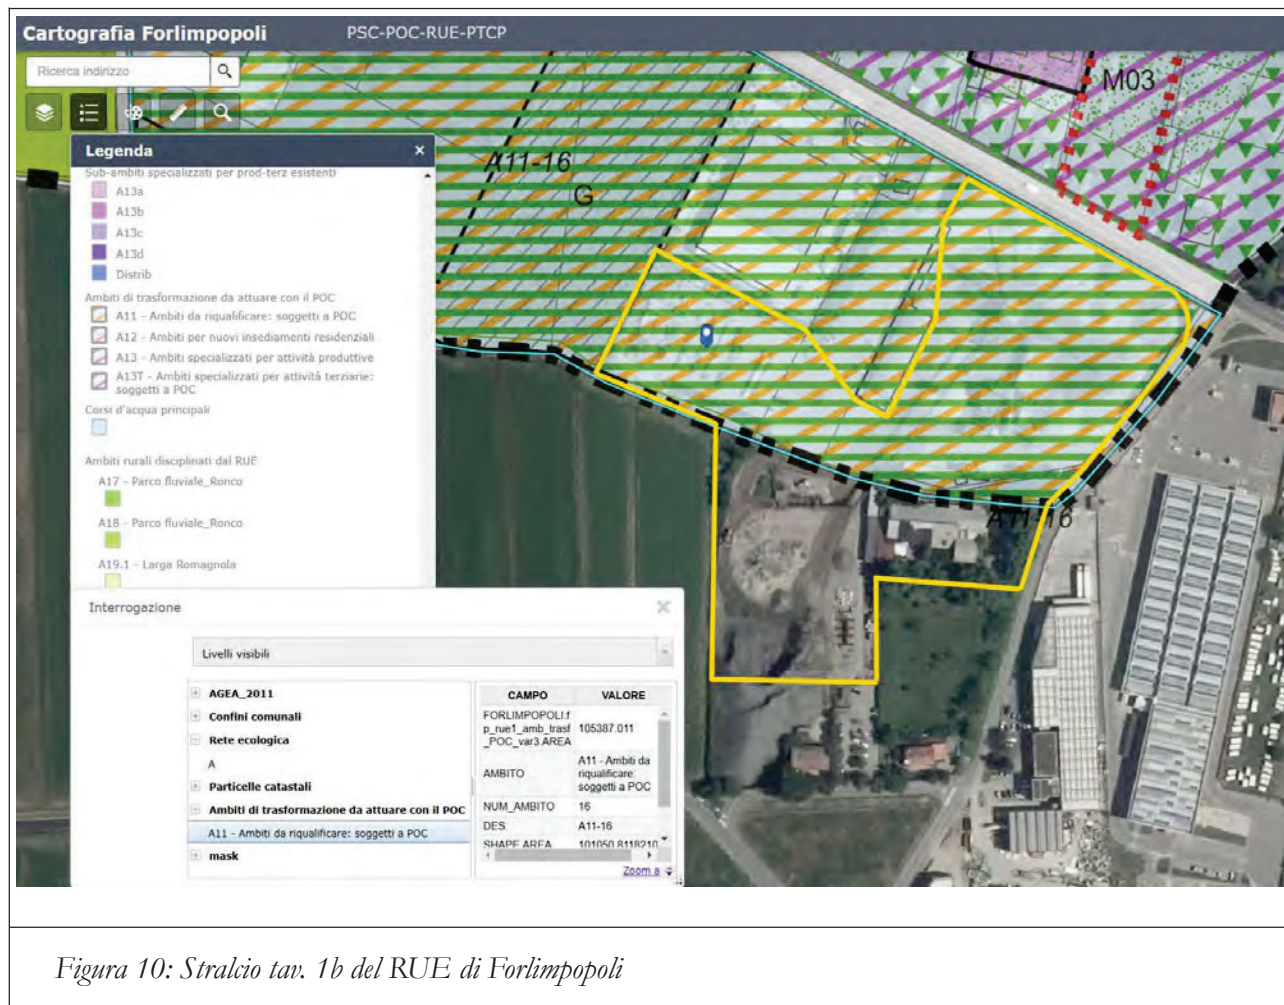 Cartografia Forlimpopoli PSC-POC-RUE-PTCP
Ricerca indirizzo
M03
A11-16
G
A11-16
Legenda ×
Sub-ambiti specializzati per prod-terz esistenti
A13a
A13b
A13c
A13d
Distrib
Ambiti di trasformazione da attuare con il POC
A11 - Ambiti da riqualificare: soggetti a POC
A12 - Ambiti per nuovi insediamenti residenziali
A13 - Ambiti specializzati per attività produttive
A13T - Ambiti specializzati per attività terziarie:
soggetti a POC
Corsi d'acqua principali
Ambiti rurali disciplinati dal RUE
A17 - Parco fluviale_Ronco
A18 - Parco fluviale_Ronco
A19.1 - Larga Romagnola
Interrogazione
Livelli visibili
AGEA_2011
Confini comunali
Rete ecologica
A
Particelle catastali
Ambiti di trasformazione da attuare con il POC
A11 - Ambiti da riqualificare: soggetti a POC
mask
CAMPO VALORE
FORLIMPOPOLI.f
p_rue1_amb_trasf
_POC_var3.AREA
105387.011
AMBITO
A11 - Ambiti da
riqualificare:
soggetti a POC
NUM_AMBITO 16
DES A11-16
SHAPE.AREA 101050.8118210
Zoom a
Figura 10: Stralcio tav. 1b del RUE di Forlimpopoli